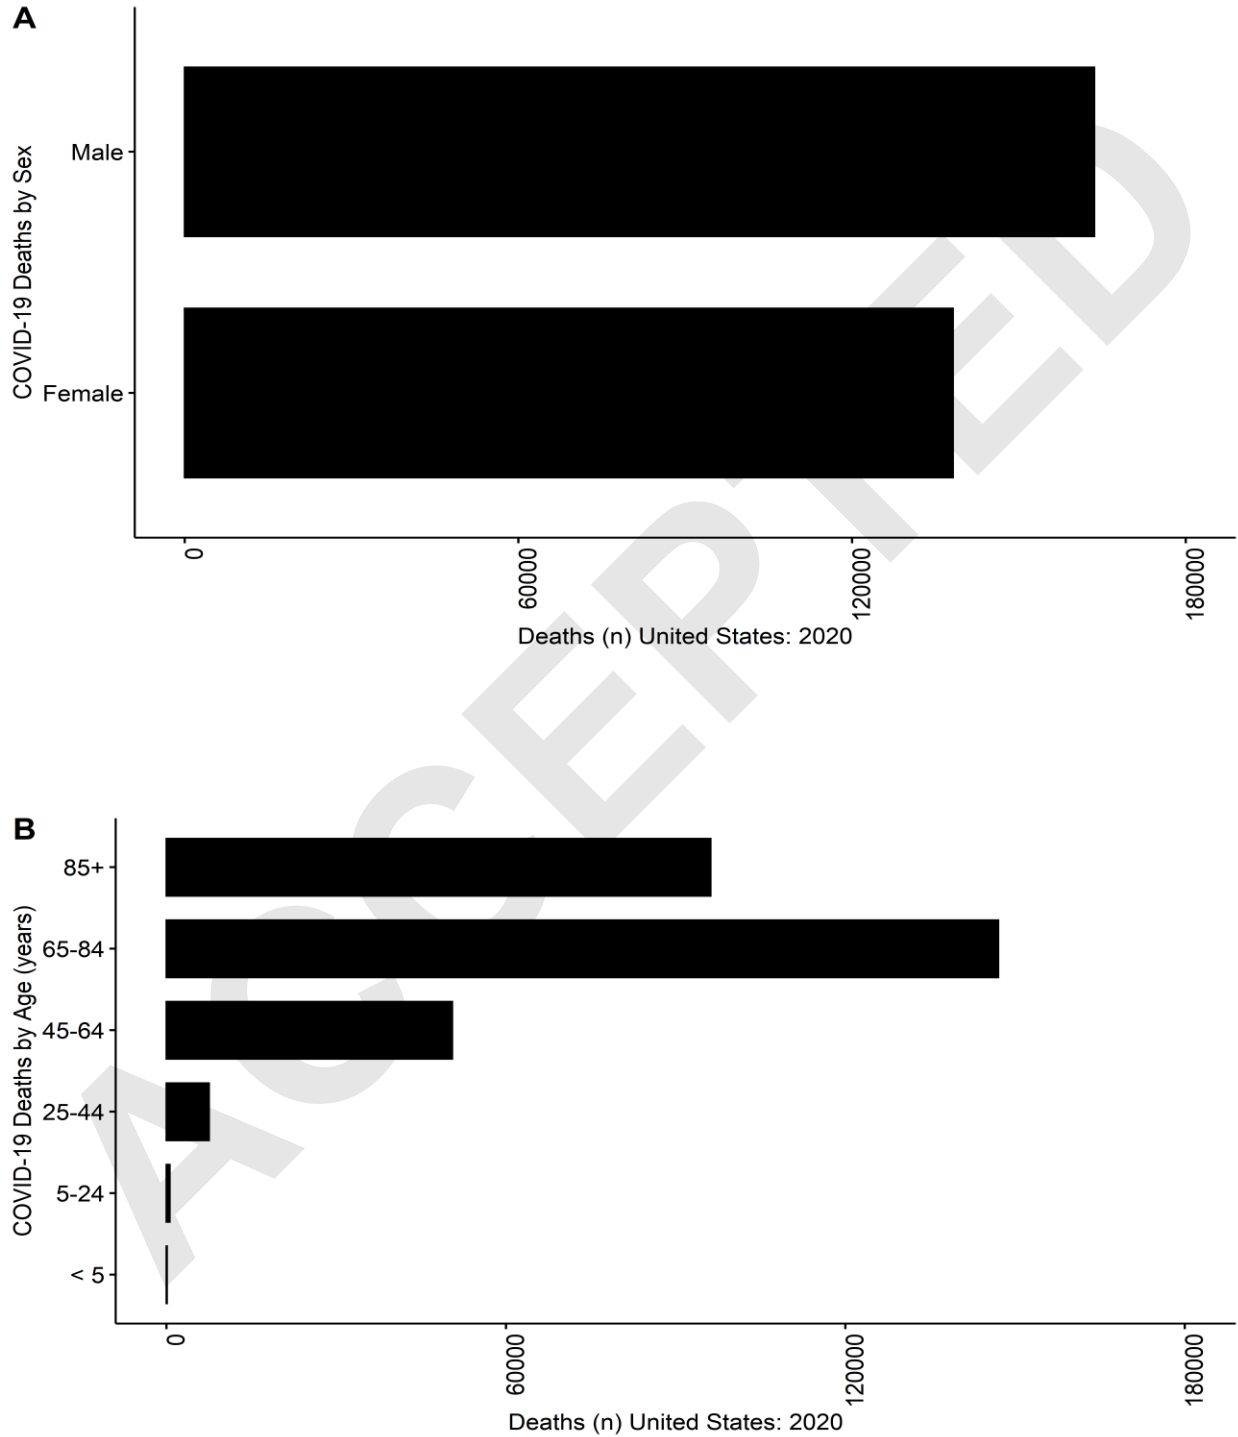 A
COVID-19 Deaths by Sex
Male
Female
0
60000
120000
180000
Deaths (n) United States: 2020
B
COVID-19 Deaths by Age (years)
85+
65-84
45-64
25-44
5-24
< 5
0
60000
120000
180000
Deaths (n) United States: 2020
ACCEPTED